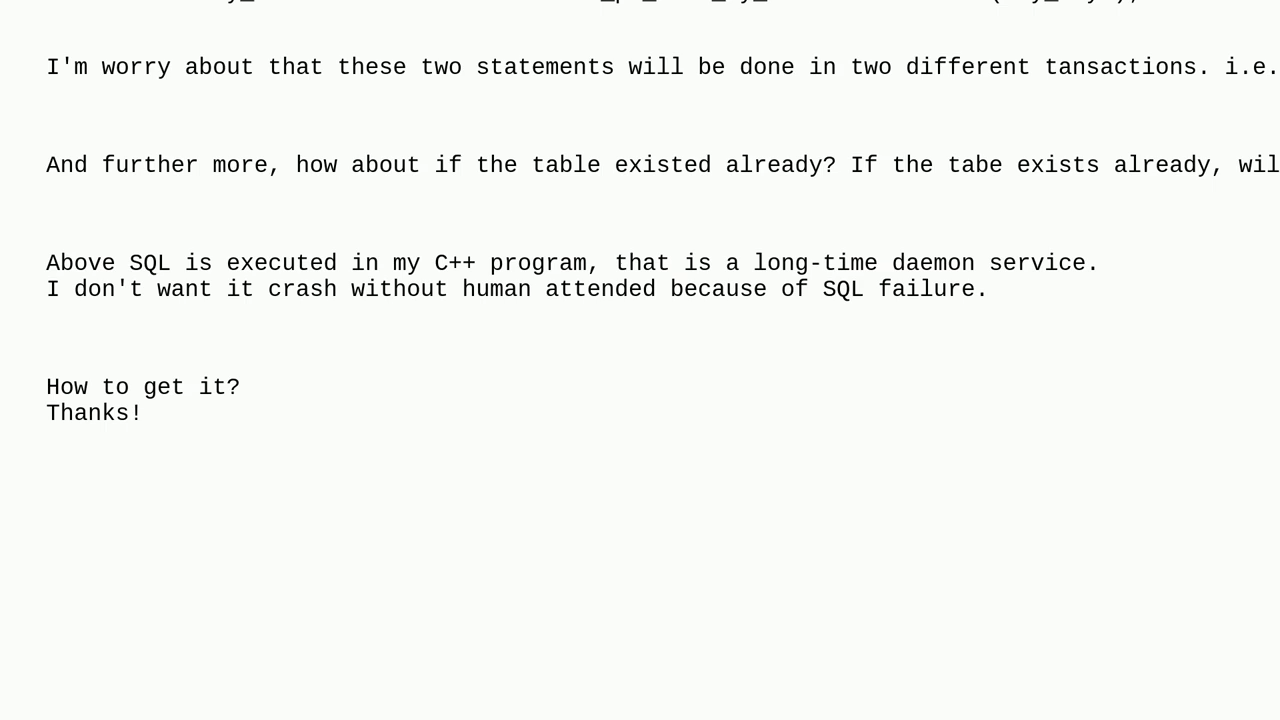 I'm worry about that these two statements will be done in two different tansactions. i.e.
And further more, how about if the table existed already? If the tabe exists already, wil
Above SQL is executed in my C++ program, that is a long-time daemon service.
I don't want it crash without human attended because of SQL failure.
How to get it?
Thanks!